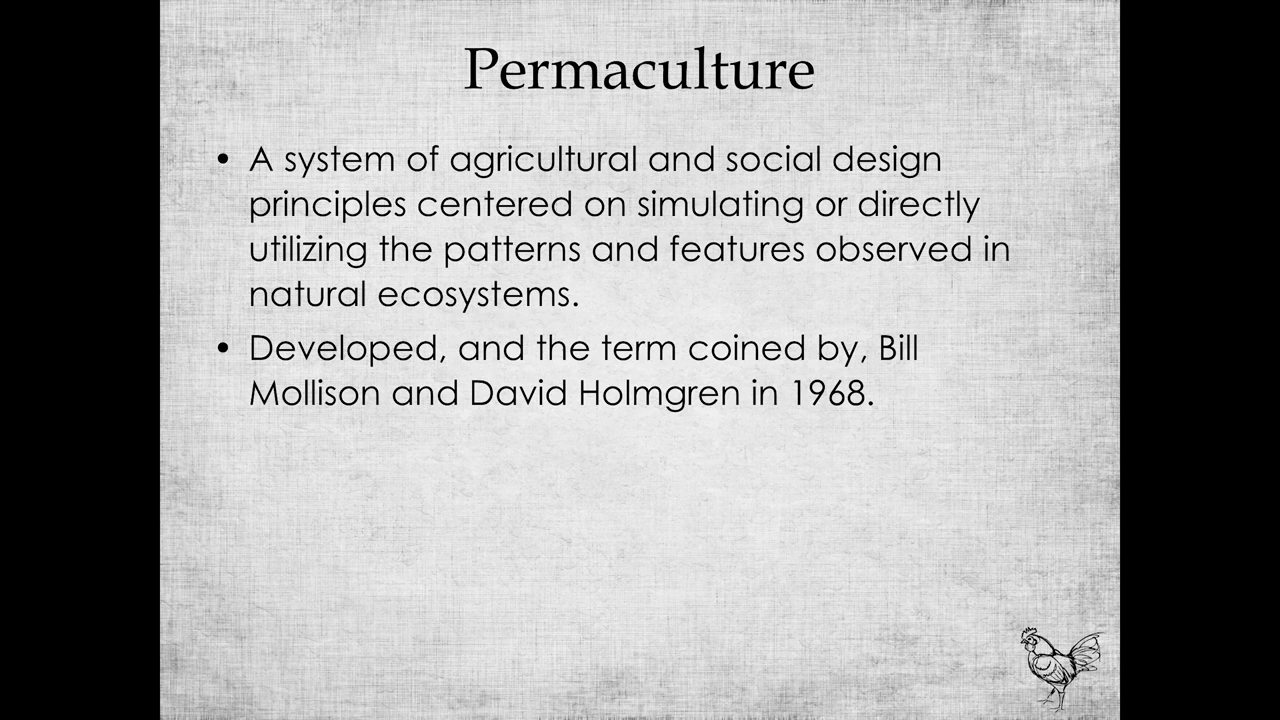 Permaculture
• A system of agricultural and social design
principles centered on simulating or directly
utilizing the patterns and features observed in
natural ecosystems.
• Developed, and the term coined by, Bill
Mollison and David Holmgren in 1968.